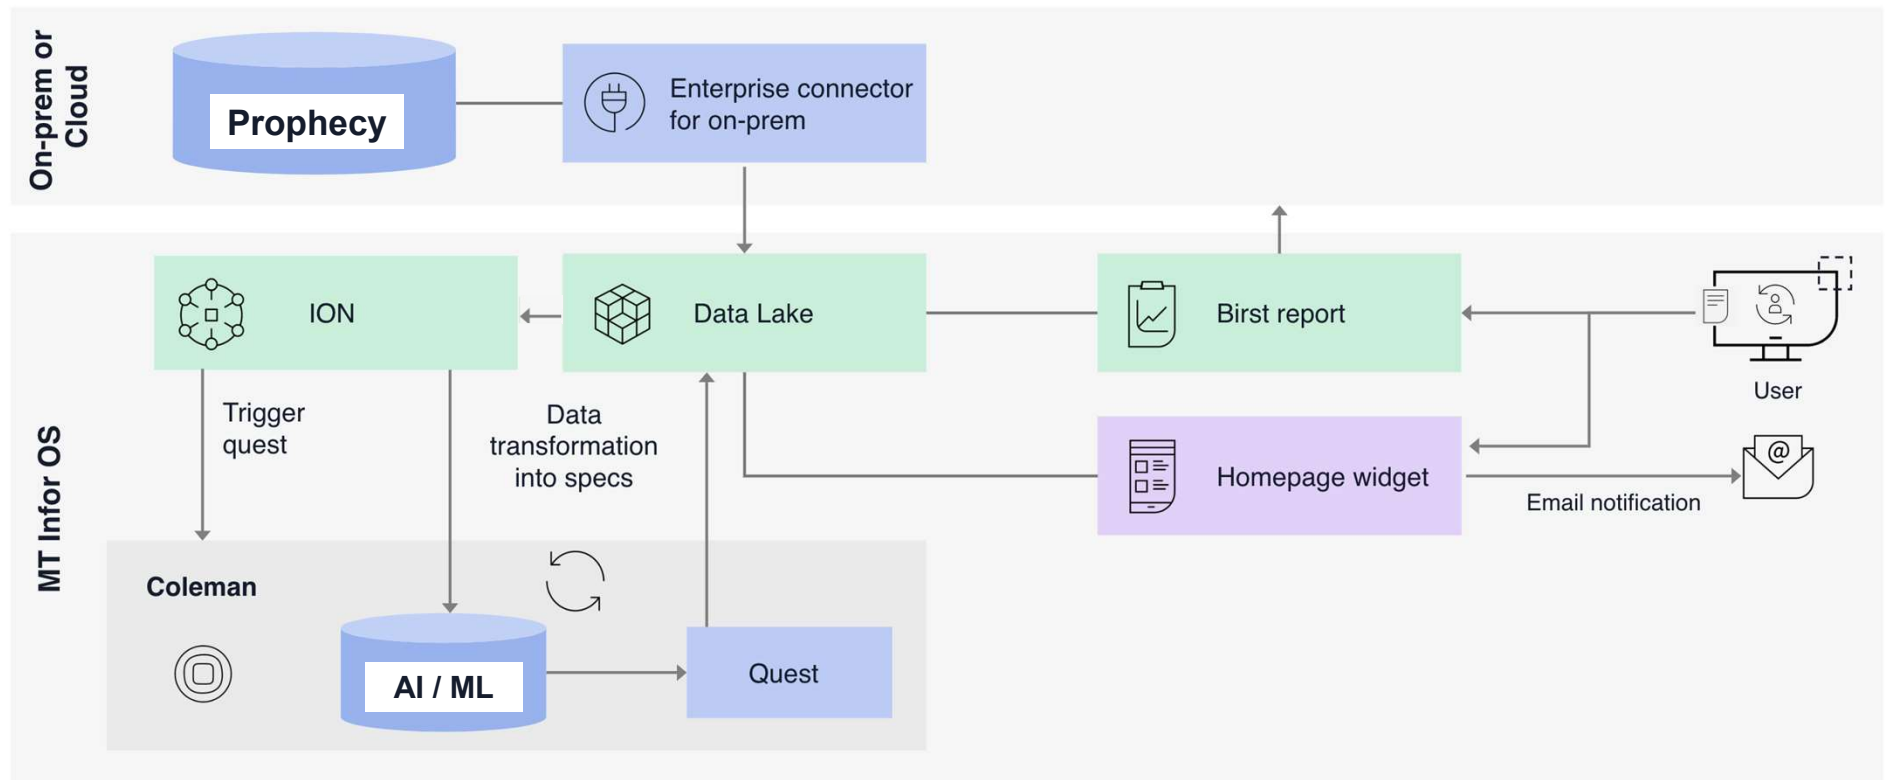 On-prem or
Cloud
Prophecy
Enterprise connector
for on-prem
MT Infor OS
ION
Data Lake
Birst report
User
Trigger
quest
Data
transformation
into specs
Homepage widget
@
Email notification
Coleman
AI / ML
Quest